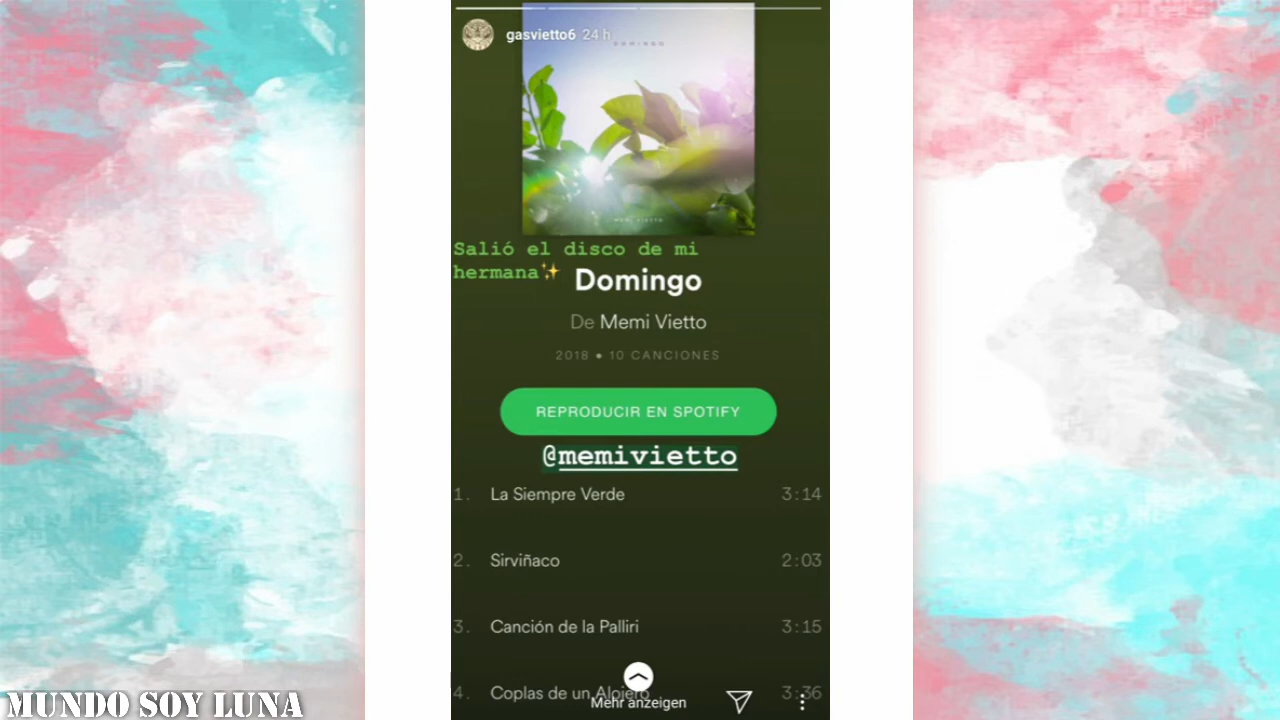 gasvietto6 24 h
DOMINGO
MEMI VIETTO
Salió el disco de mi
hermana✨
Domingo
De Memi Vietto
2018 • 10 CANCIONES
REPRODUCIR EN SPOTIFY
@memivietto
1. La Siempre Verde 3:14
2. Sirviñaco 2:03
3. Canción de la Palliri 3:15
4. Coplas de un Alojero 3:36
Mehr anzeigen
MUNDO SOY LUNA